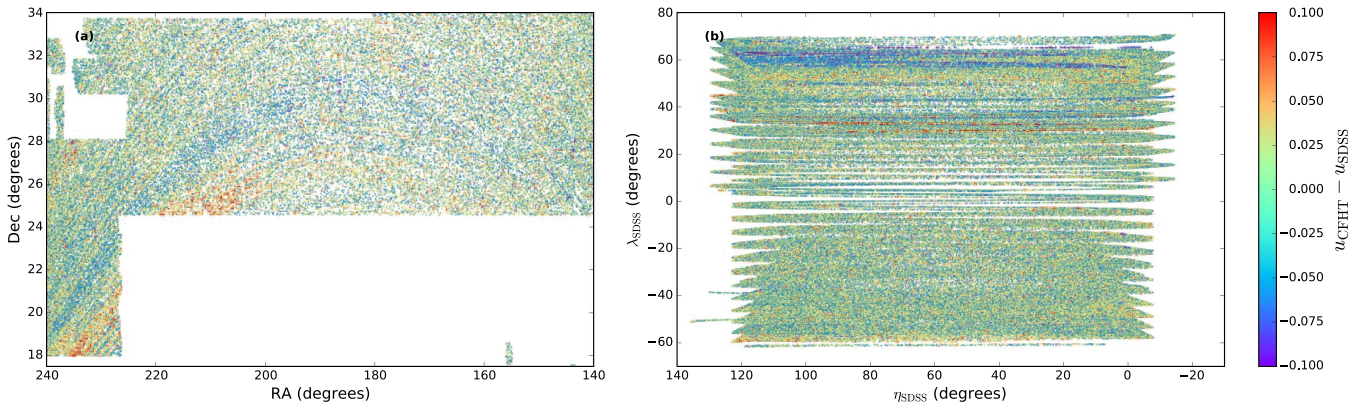 (a)
34
32
30
28
26
24
22
20
18
Dec (degrees)
240 220 200 180 160 140
RA (degrees)
(b)
80
60
40
20
0
−20
−40
−60
λSDSS (degrees)
140 120 100 80 60 40 20 0 −20
ηSDSS (degrees)
0.100
0.075
0.050
0.025
0.000
−0.025
−0.050
−0.075
−0.100
uCFHT − uSDSS